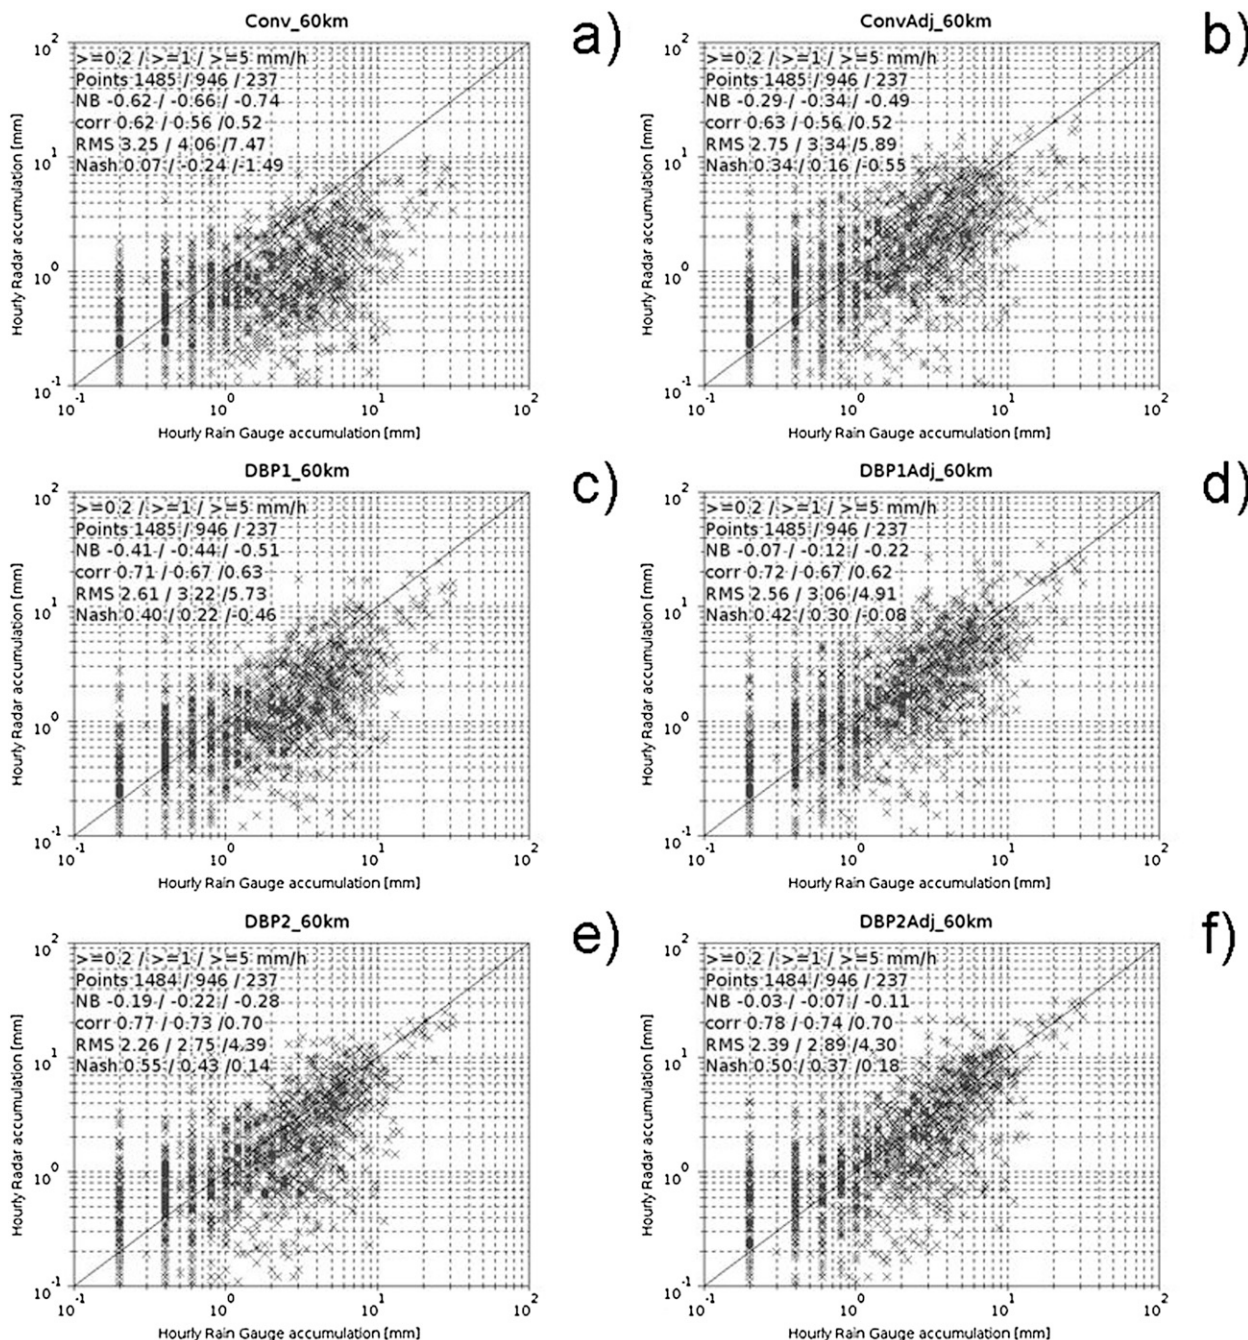 Conv_60km
a)
>=0.2 / >=1 / >=5 mm/h
Points 1485 / 946 / 237
NB -0.62 / -0.66 / -0.74
corr 0.62 / 0.56 /0.52
RMS 3.25 / 4.06 /7.47
Nash 0.07 / -0.24 /-1.49
Hourly Radar accumulation [mm]
10^2
10^1
10^0
10^-1
10^-1
10^0
10^1
10^2
Hourly Rain Gauge accumulation [mm]
ConvAdj_60km
b)
>=0.2 / >=1 / >=5 mm/h
Points 1485 / 946 / 237
NB -0.29 / -0.34 / -0.49
corr 0.63 / 0.56 /0.52
RMS 2.75 / 3.34 /5.89
Nash 0.34 / 0.16 /-0.55
Hourly Radar accumulation [mm]
10^2
10^1
10^0
10^-1
10^-1
10^0
10^1
10^2
Hourly Rain Gauge accumulation [mm]
DBP1_60km
c)
>=0.2 / >=1 / >=5 mm/h
Points 1485 / 946 / 237
NB -0.41 / -0.44 / -0.51
corr 0.71 / 0.67 /0.63
RMS 2.61 / 3.22 /5.73
Nash 0.40 / 0.22 /-0.46
Hourly Radar accumulation [mm]
10^2
10^1
10^0
10^-1
10^-1
10^0
10^1
10^2
Hourly Rain Gauge accumulation [mm]
DBP1Adj_60km
d)
>=0.2 / >=1 / >=5 mm/h
Points 1485 / 946 / 237
NB -0.07 / -0.12 / -0.22
corr 0.72 / 0.67 /0.62
RMS 2.56 / 3.06 /4.91
Nash 0.42 / 0.30 /-0.08
Hourly Radar accumulation [mm]
10^2
10^1
10^0
10^-1
10^-1
10^0
10^1
10^2
Hourly Rain Gauge accumulation [mm]
DBP2_60km
e)
>=0.2 / >=1 / >=5 mm/h
Points 1484 / 946 / 237
NB -0.19 / -0.22 / -0.28
corr 0.77 / 0.73 /0.70
RMS 2.26 / 2.75 /4.39
Nash 0.55 / 0.43 /0.14
Hourly Radar accumulation [mm]
10^2
10^1
10^0
10^-1
10^-1
10^0
10^1
10^2
Hourly Rain Gauge accumulation [mm]
DBP2Adj_60km
f)
>=0.2 / >=1 / >=5 mm/h
Points 1484 / 946 / 237
NB -0.03 / -0.07 / -0.11
corr 0.78 / 0.74 /0.70
RMS 2.39 / 2.89 /4.30
Nash 0.50 / 0.37 /0.18
Hourly Radar accumulation [mm]
10^2
10^1
10^0
10^-1
10^-1
10^0
10^1
10^2
Hourly Rain Gauge accumulation [mm]